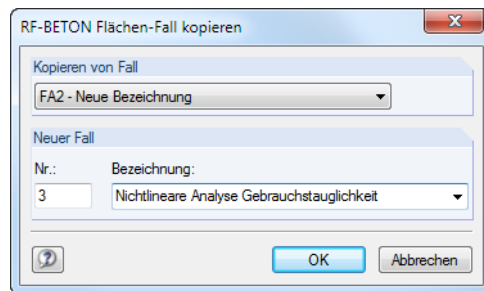 RF-BETON Flächen-Fall kopieren
Kopieren von Fall
FA2 - Neue Bezeichnung
Neuer Fall
Nr.: Bezeichnung:
3 Nichtlineare Analyse Gebrauchstauglichkeit
OK Abbrechen